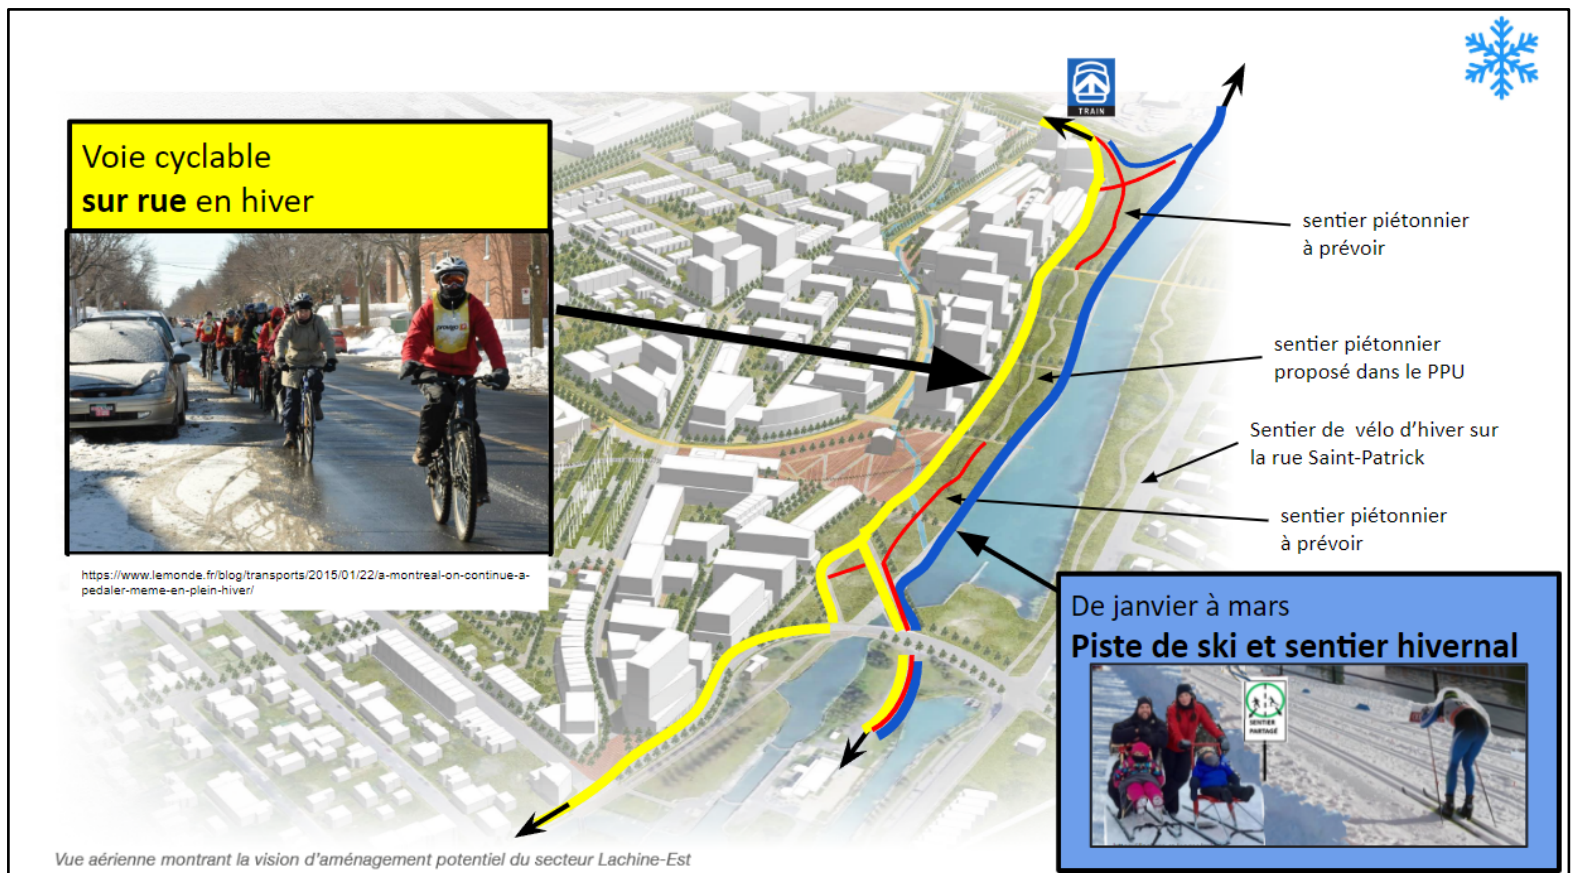 TRAIN
Voie cyclable
sur rue en hiver
provigo
sentier piétonnier
à prévoir
sentier piétonnier
proposé dans le PPU
Sentier de vélo d'hiver sur
la rue Saint-Patrick
sentier piétonnier
à prévoir
https://www.lemonde.fr/blog/transports/2015/01/22/a-montreal-on-continue-a-
pedaler-meme-en-plein-hiver/
De janvier à mars
Piste de ski et sentier hivernal
SENTIER
PARTAGÉ
Vue aérienne montrant la vision d'aménagement potentiel du secteur Lachine-Est